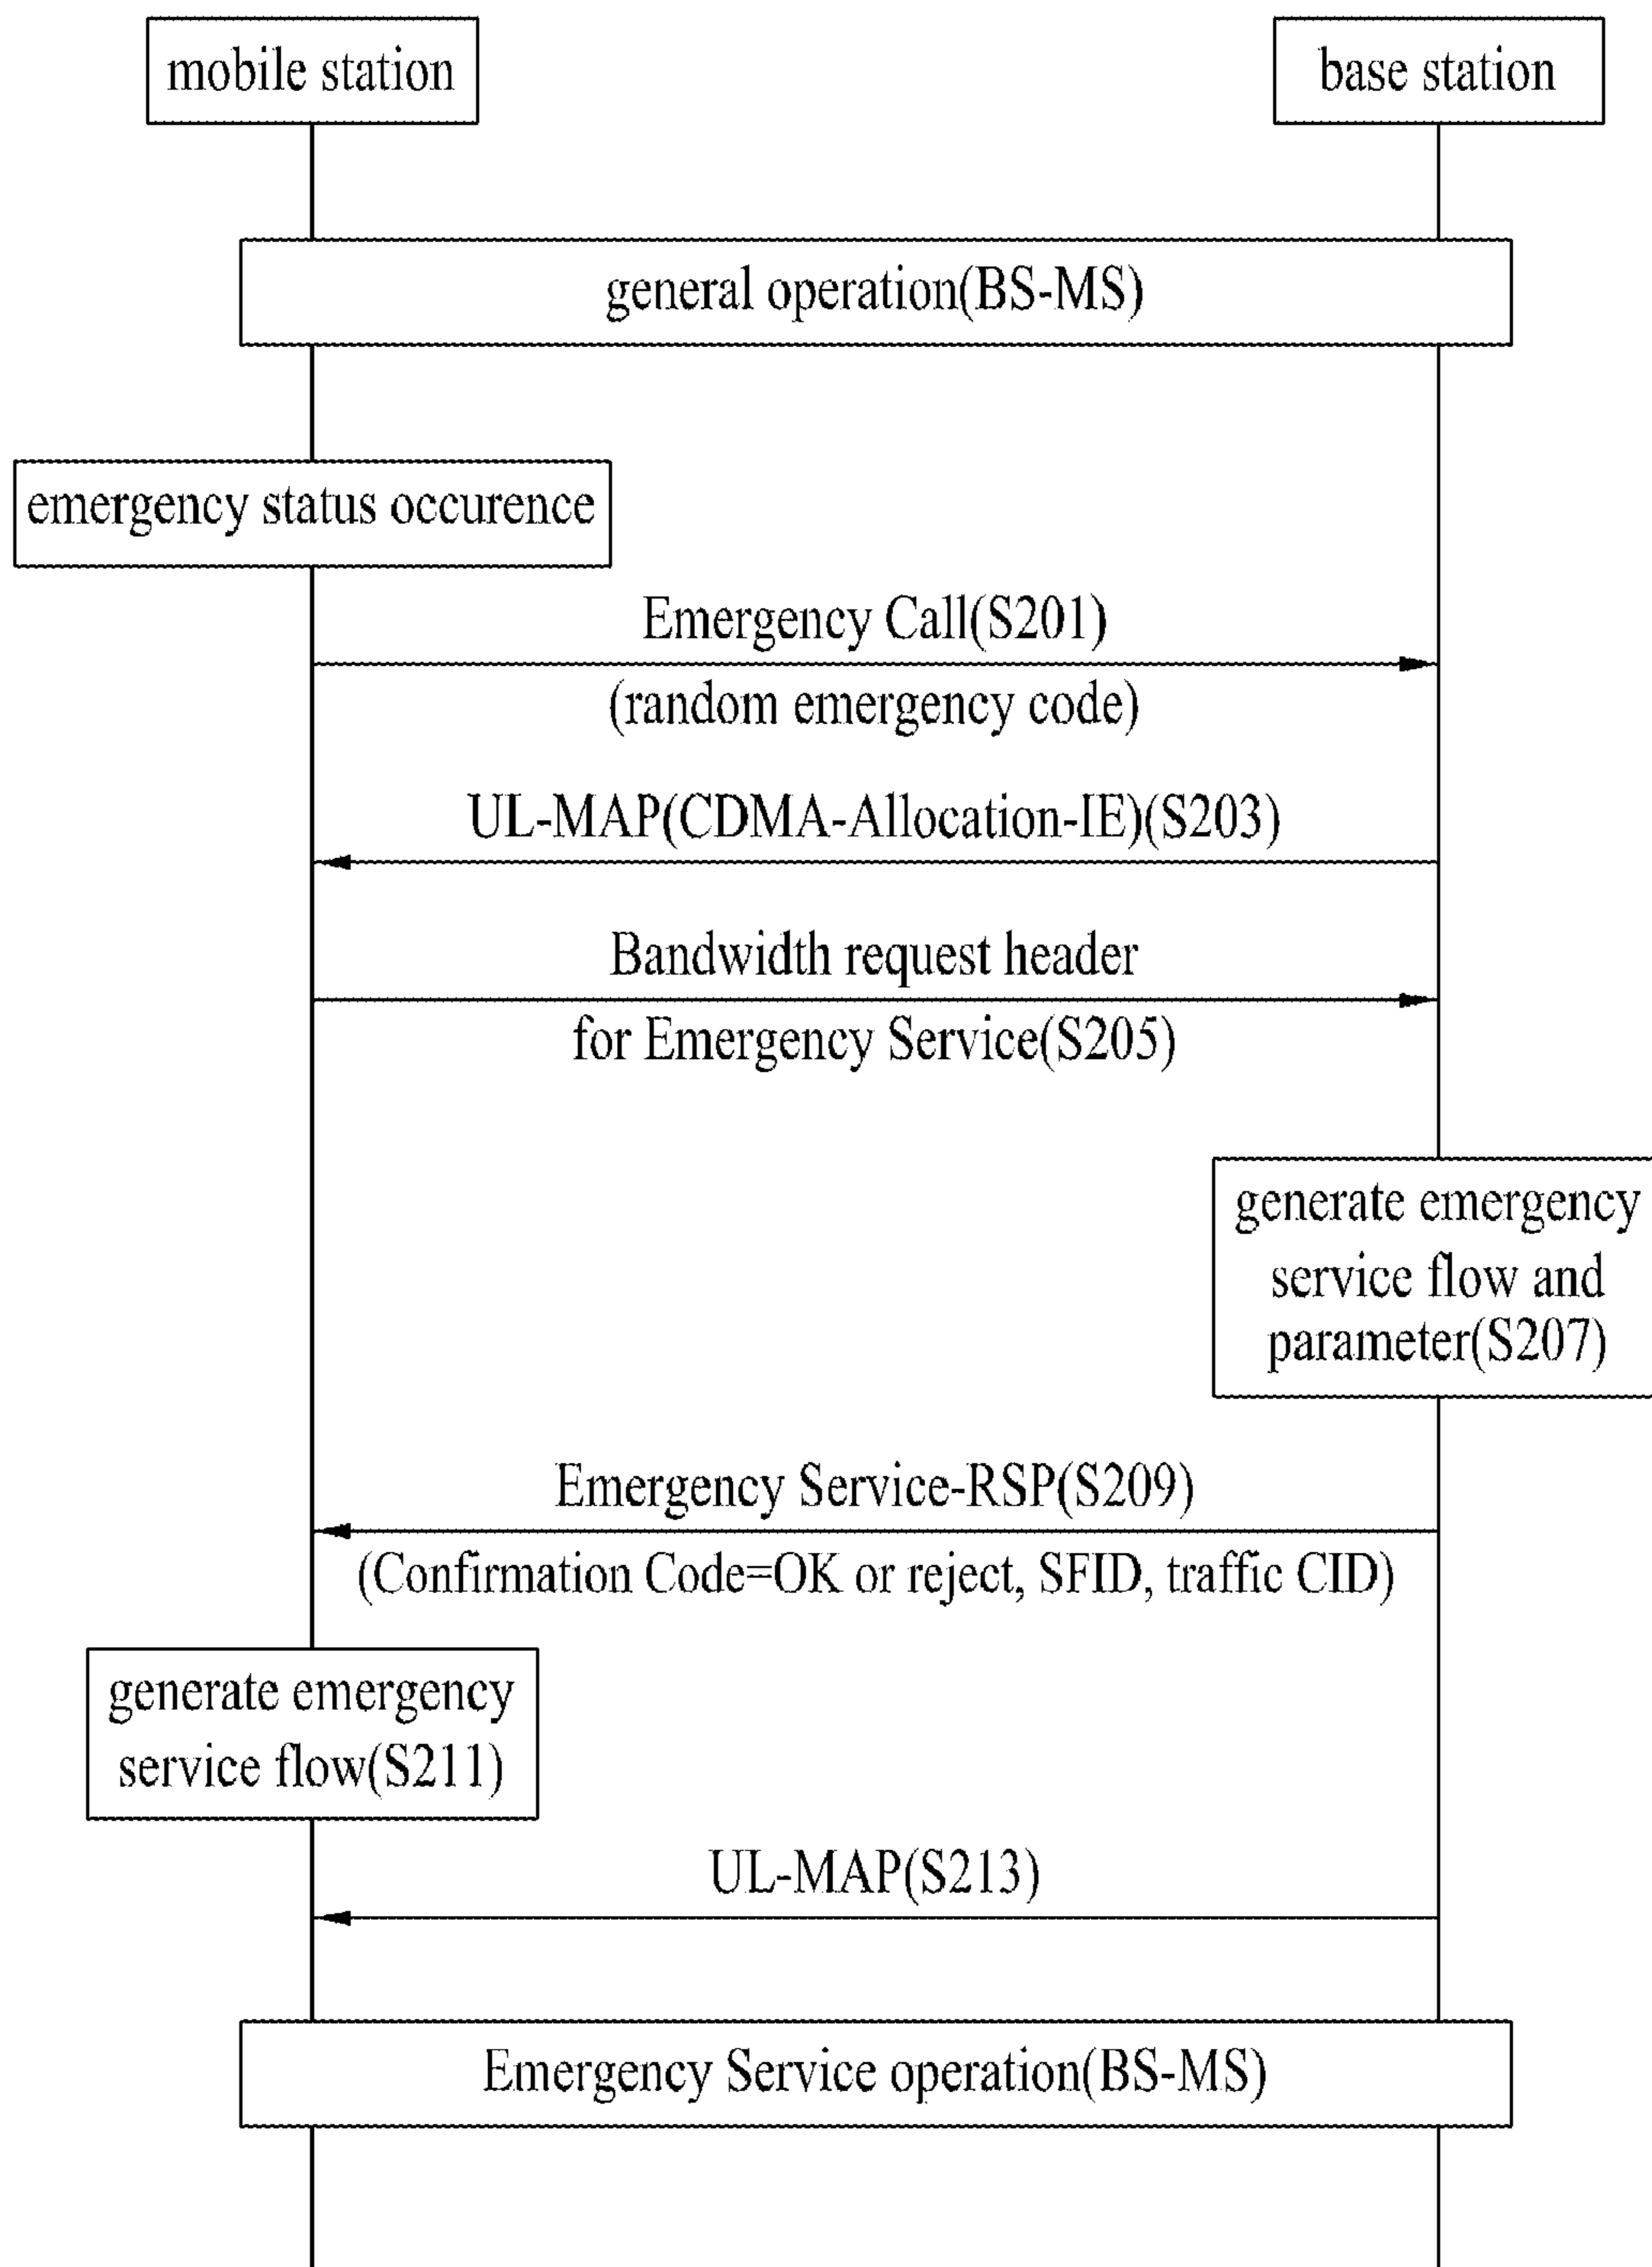 mobile station
base station
general operation(BS-MS)
emergency status occurence
Emergency Call(S201)
(random emergency code)
UL-MAP(CDMA-Allocation-IE)(S203)
Bandwidth request header
for Emergency Service(S205)
generate emergency
service flow and
parameter(S207)
Emergency Service-RSP(S209)
(Confirmation Code=OK or reject, SFID, traffic CID)
generate emergency
service flow(S211)
UL-MAP(S213)
Emergency Service operation(BS-MS)